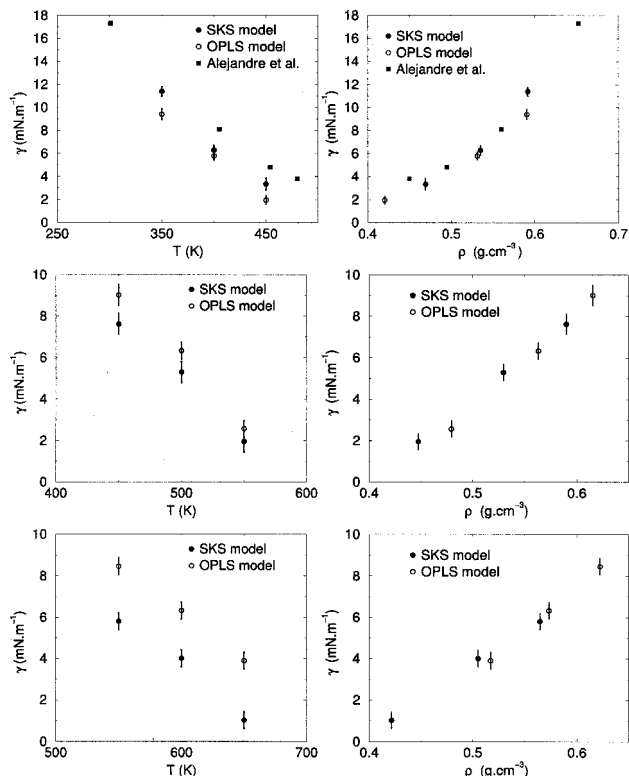 18
16
14
12
10
8
6
4
2
0
γ (mN.m⁻¹)
SKS model
OPLS model
Alejandre et al.
250
350
450
T (K)
18
16
14
12
10
8
6
4
2
0
γ (mN.m⁻¹)
SKS model
OPLS model
Alejandre et al.
0.4
0.5
0.6
0.7
ρ (g.cm⁻³)
10
8
6
4
2
0
γ (mN.m⁻¹)
SKS model
OPLS model
400
500
600
T (K)
10
8
6
4
2
0
γ (mN.m⁻¹)
SKS model
OPLS model
0.4
0.5
0.6
ρ (g.cm⁻³)
10
8
6
4
2
0
γ (mN.m⁻¹)
SKS model
OPLS model
500
600
700
T (K)
10
8
6
4
2
0
γ (mN.m⁻¹)
SKS model
OPLS model
0.4
0.5
0.6
ρ (g.cm⁻³)